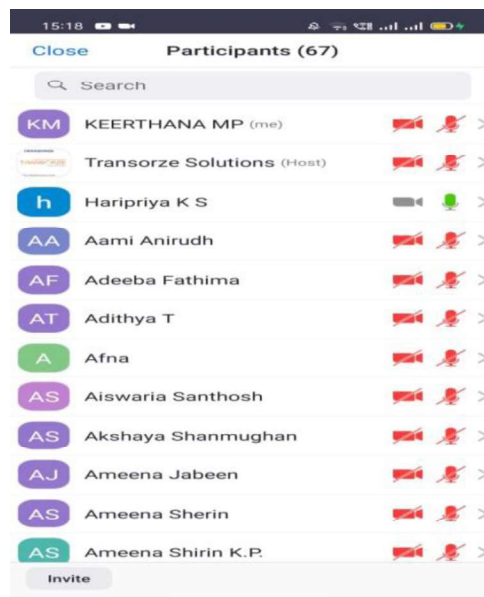 15:18
Close Participants (67)
Search
KM KEERTHANA MP (me)
Transorze Solutions (Host)
h Haripriya K S
AA Aami Anirudh
AF Adeeba Fathima
AT Adithya T
A Afna
AS Aiswaria Santhosh
AS Akshaya Shanmughan
AJ Ameena Jabeen
AS Ameena Sherin
AS Ameena Shirin K.P.
Invite